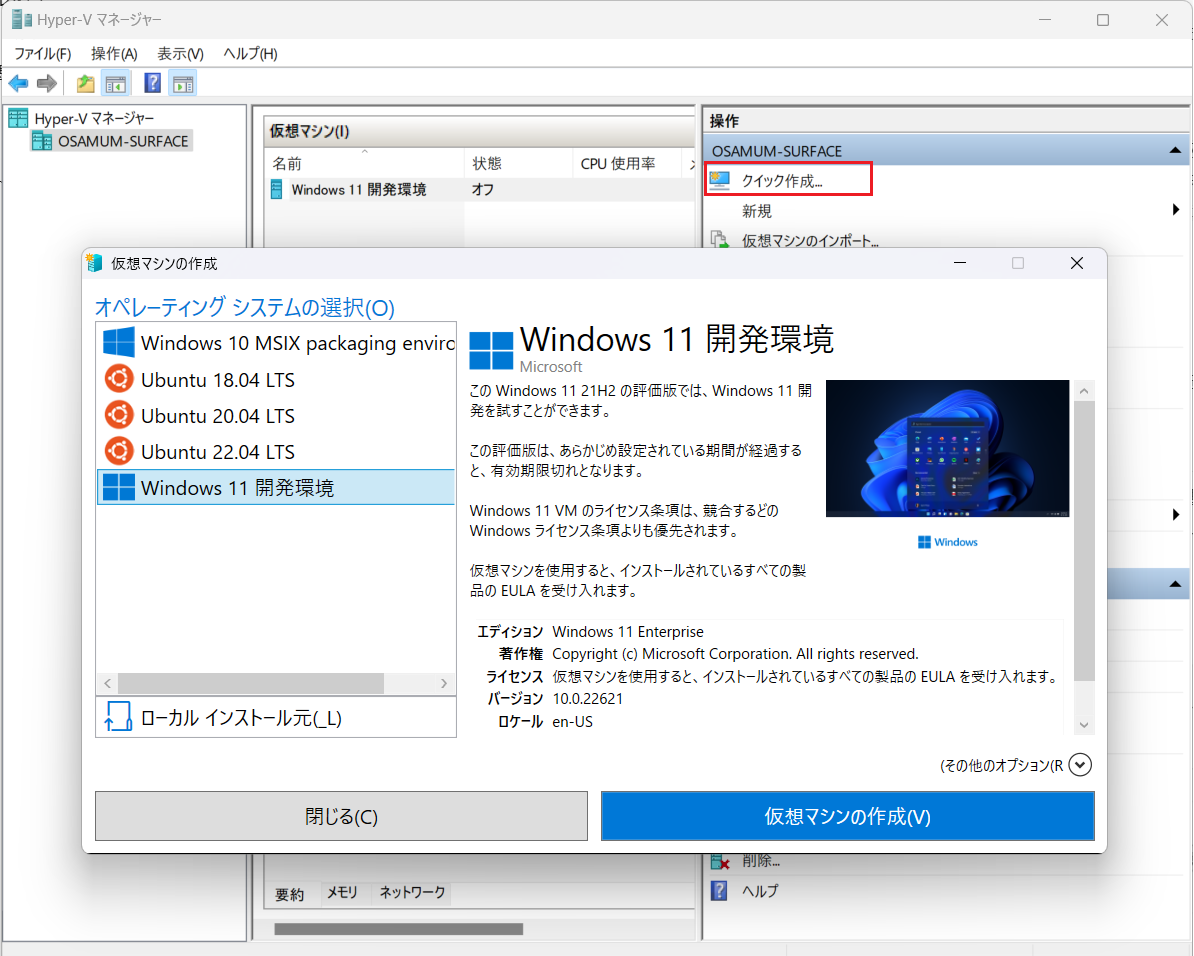 Hyper-V マネージャー
ファイル(F) 操作(A) 表示(V) ヘルプ(H)
Hyper-V マネージャー
OSAMUM-SURFACE
仮想マシン(I)
名前 状態 CPU 使用率
Windows 11 開発環境 オフ
操作
OSAMUM-SURFACE
クイック作成...
新規
仮想マシンのインポート...
仮想マシンの作成
オペレーティング システムの選択(O)
Windows 10 MSIX packaging enviro
Ubuntu 18.04 LTS
Ubuntu 20.04 LTS
Ubuntu 22.04 LTS
Windows 11 開発環境
ローカル インストール元(_L)
Windows 11 開発環境
Microsoft
この Windows 11 21H2 の評価版では、Windows 11 開
発を試すことができます。
この評価版は、あらかじめ設定されている期間が経過する
と、有効期限切れとなります。
Windows 11 VM のライセンス条項は、競合するどの
Windows ライセンス条項よりも優先されます。
仮想マシンを使用すると、インストールされているすべての製
品の EULA を受け入れます。
Windows
エディション Windows 11 Enterprise
著作権 Copyright (c) Microsoft Corporation. All rights reserved.
ライセンス 仮想マシンを使用すると、インストールされているすべての製品の EULA を受け入れます。
バージョン 10.0.22621
ロケール en-US
(その他のオプション(R
閉じる(C) 仮想マシンの作成(V)
削除...
ヘルプ
要約 メモリ ネットワーク